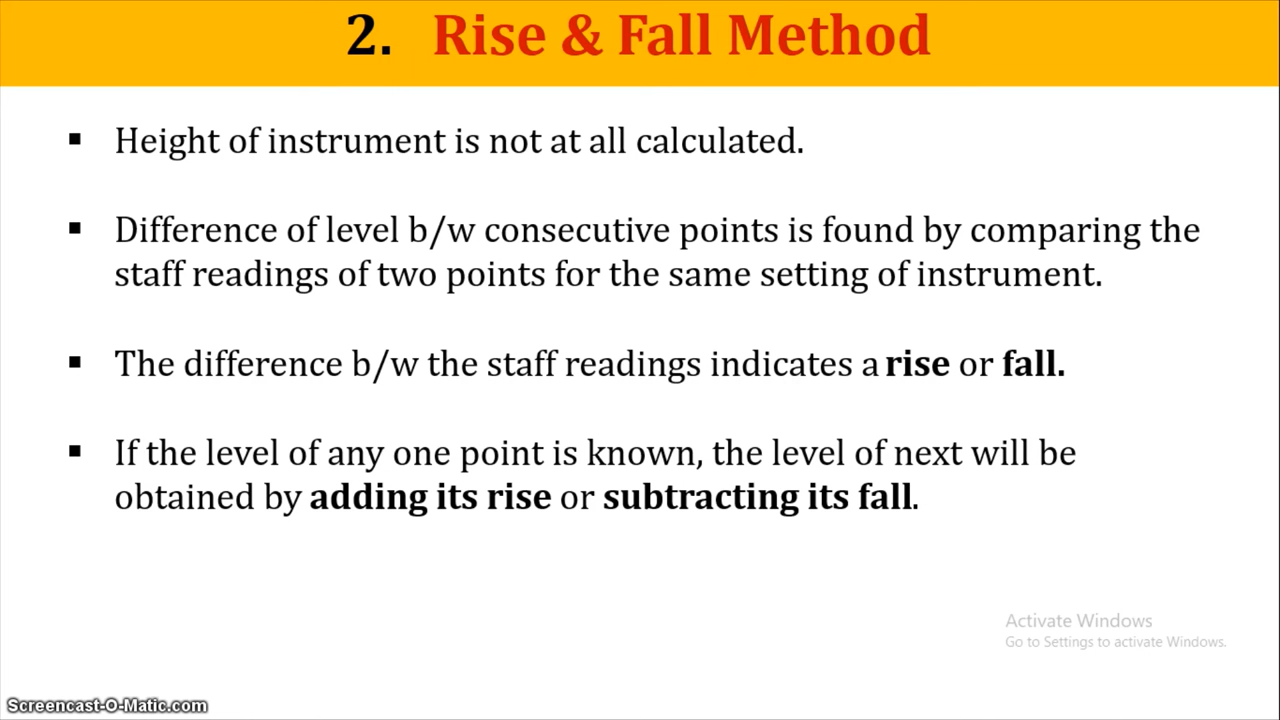 2. Rise & Fall Method
▪ Height of instrument is not at all calculated.
▪ Difference of level b/w consecutive points is found by comparing the
staff readings of two points for the same setting of instrument.
▪ The difference b/w the staff readings indicates a rise or fall.
▪ If the level of any one point is known, the level of next will be
obtained by adding its rise or subtracting its fall.
Activate Windows
Go to Settings to activate Windows.
Screencast-O-Matic.com